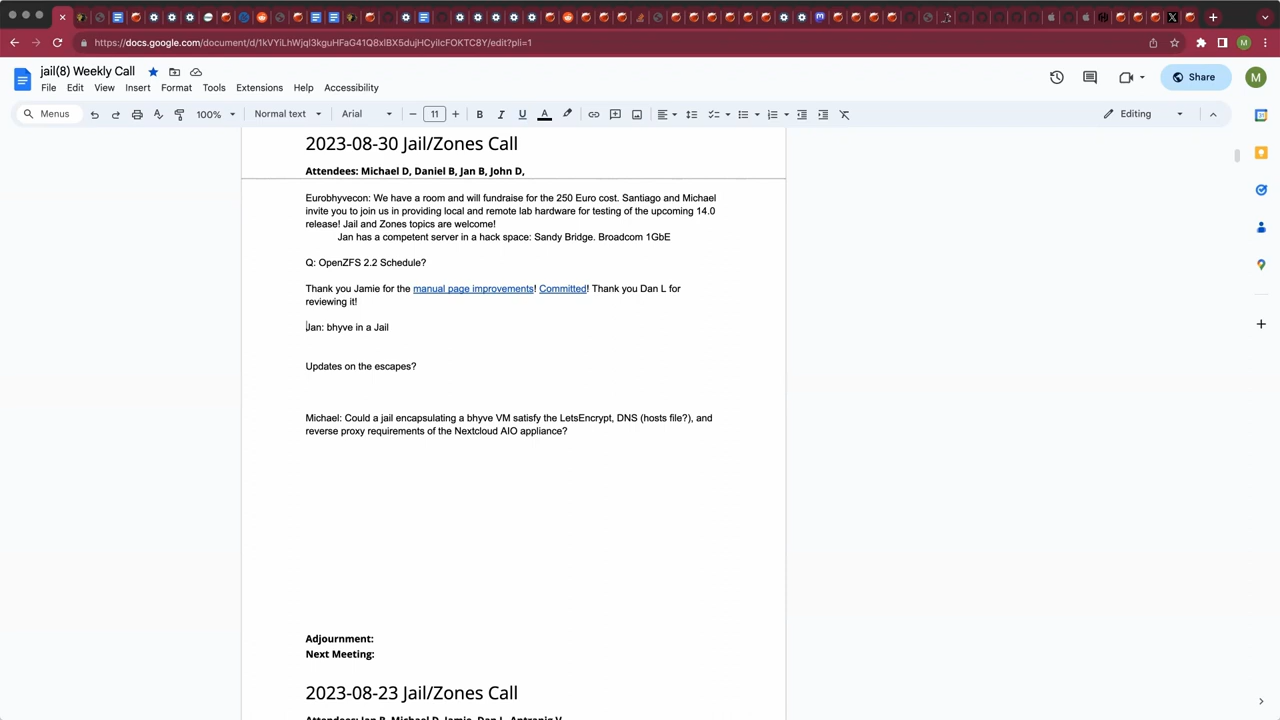 https://docs.google.com/document/d/1kVYiLhWjql3kguHFaG41Q8xlBX5dujHCyilcFOKTC8Y/edit?pli=1
M
jail(8) Weekly Call
File Edit View Insert Format Tools Extensions Help Accessibility
Share
M
Menus
100%
Normal text
Arial
11
B I U A
Editing
2023-08-30 Jail/Zones Call
Attendees: Michael D, Daniel B, Jan B, John D,
Eurobhyvecon: We have a room and will fundraise for the 250 Euro cost. Santiago and Michael
invite you to join us in providing local and remote lab hardware for testing of the upcoming 14.0
release! Jail and Zones topics are welcome!
Jan has a competent server in a hack space: Sandy Bridge. Broadcom 1GbE
Q: OpenZFS 2.2 Schedule?
Thank you Jamie for the manual page improvements! Committed! Thank you Dan L for
reviewing it!
Jan: bhyve in a Jail
Updates on the escapes?
Michael: Could a jail encapsulating a bhyve VM satisfy the LetsEncrypt, DNS (hosts file?), and
reverse proxy requirements of the Nextcloud AIO appliance?
Adjournment:
Next Meeting:
2023-08-23 Jail/Zones Call
Attendees: Jan B, Michael D, Jamie, Dan L, Antranig V